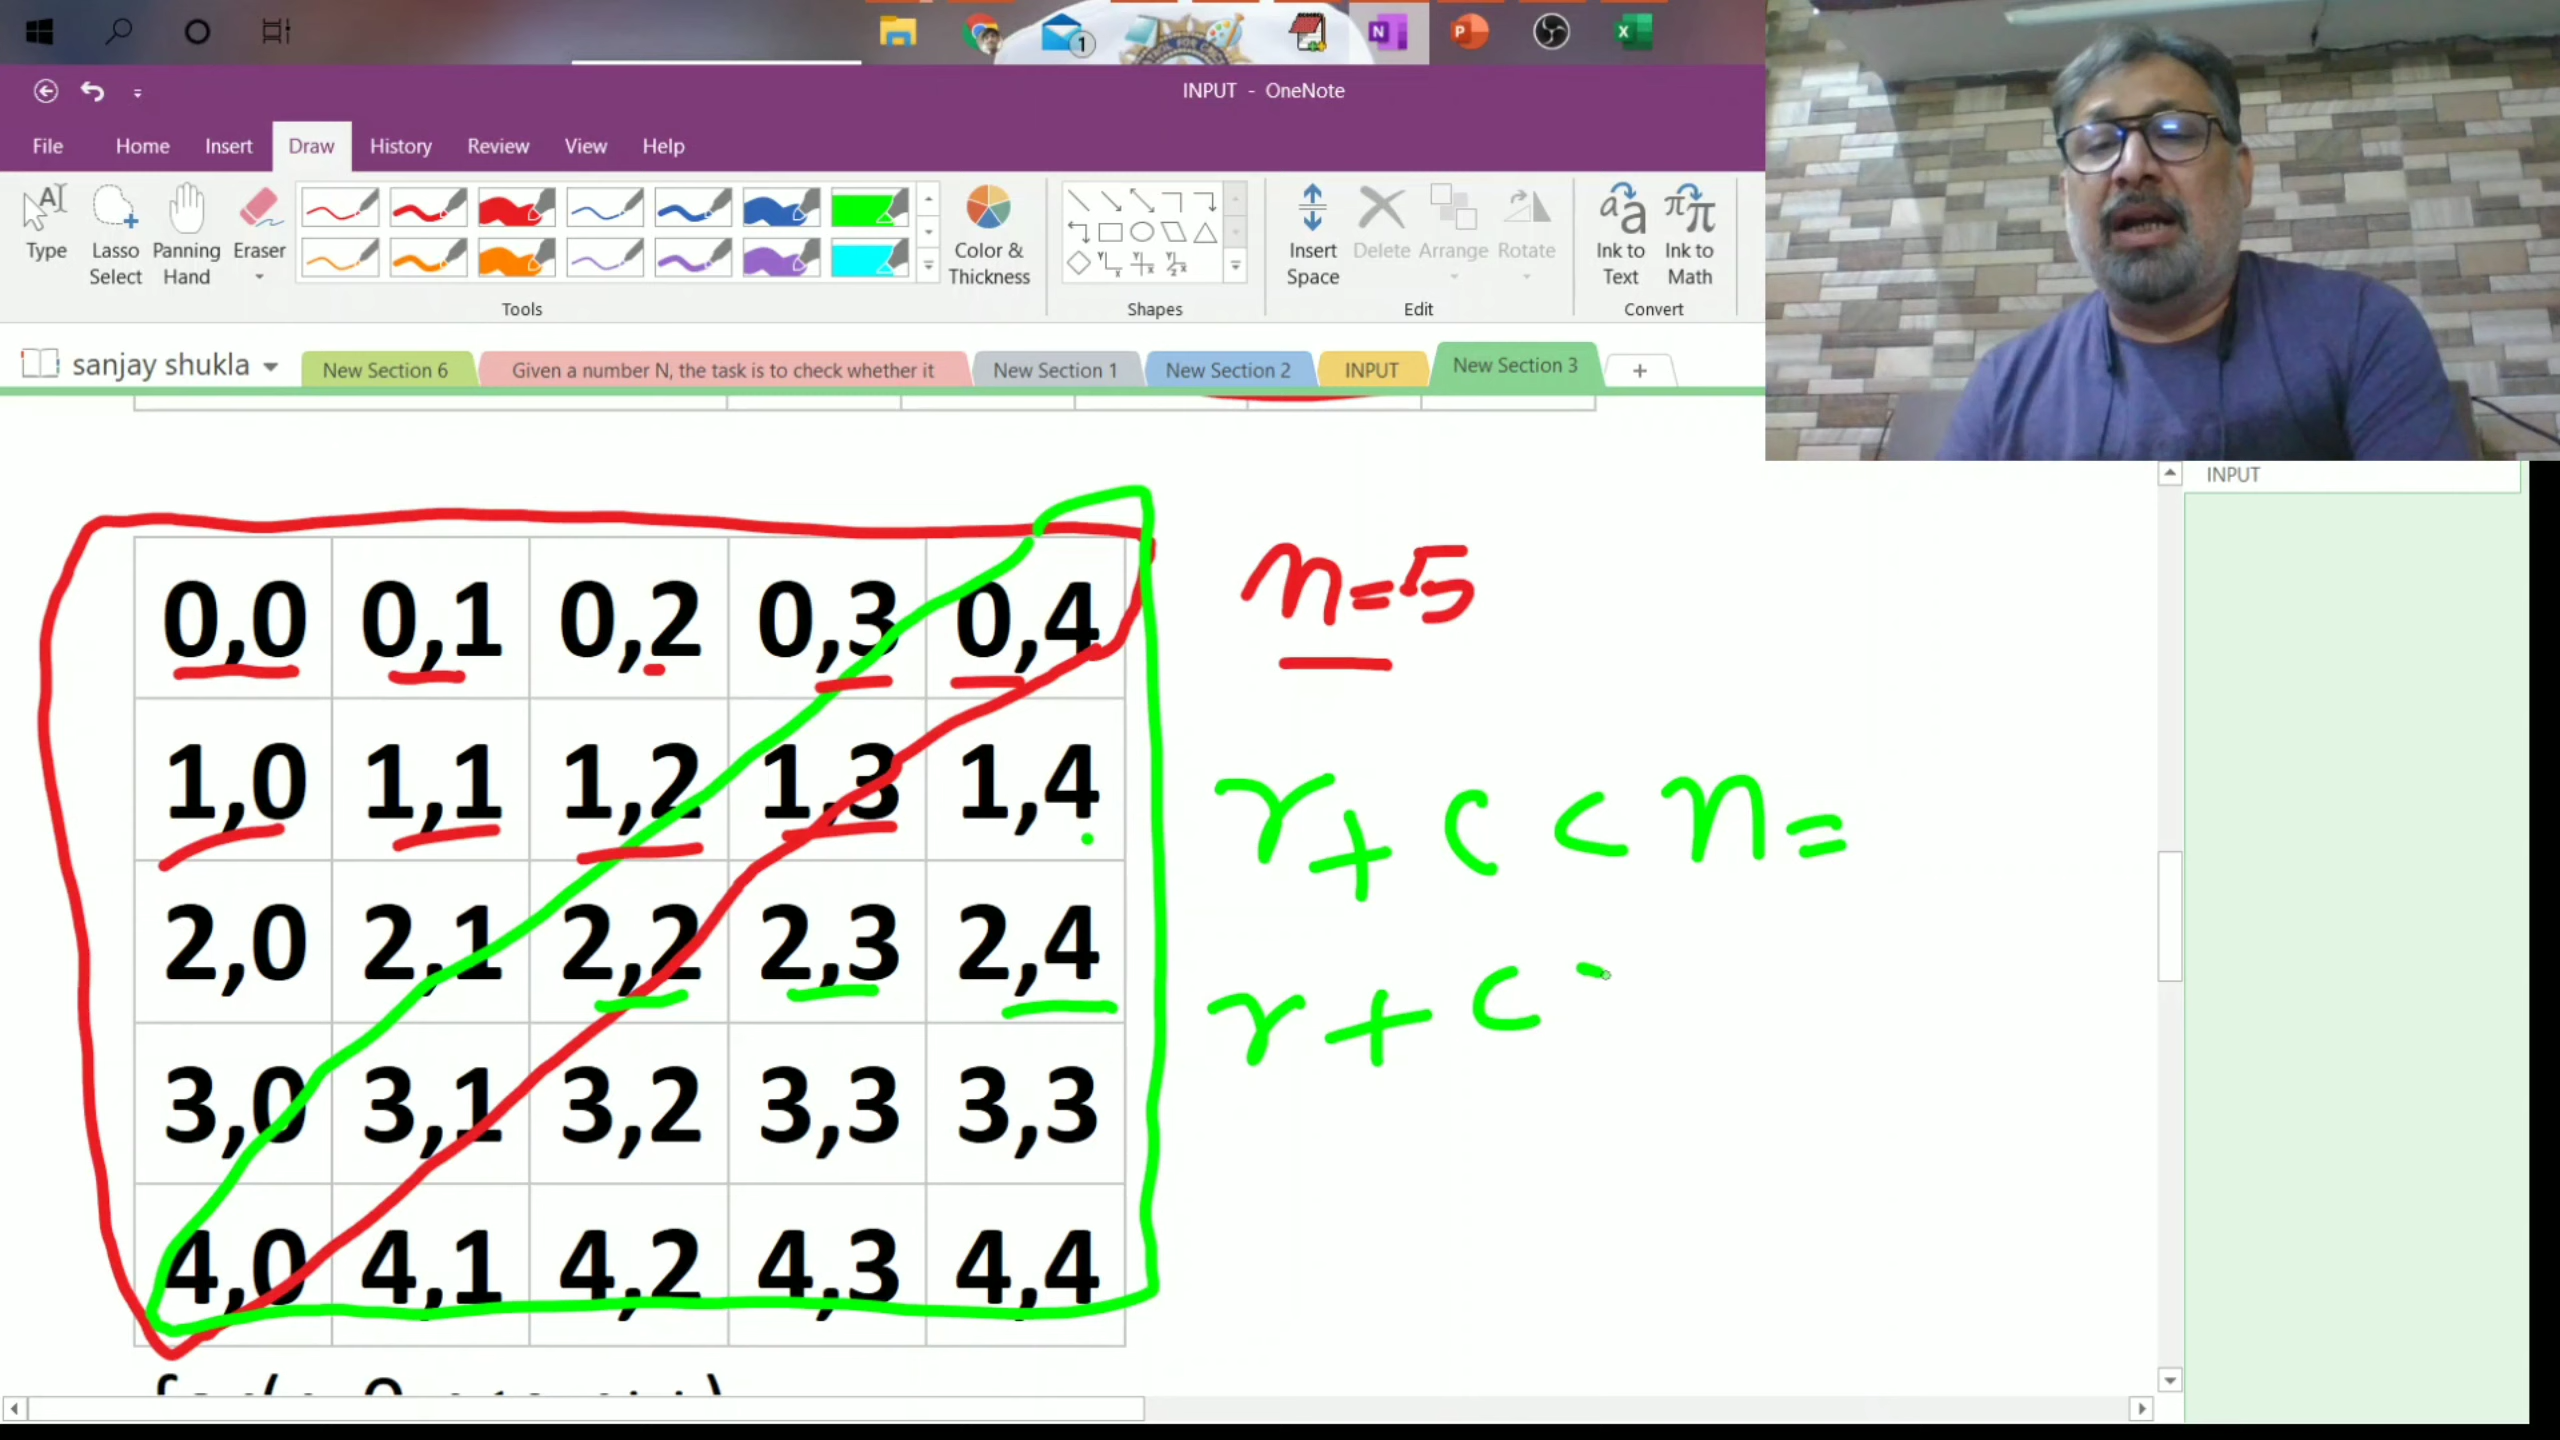 1
INPUT - OneNote
File Home Insert Draw History Review View Help
Type Lasso Select Panning Hand Eraser Color & Thickness Insert Space Delete Arrange Rotate Ink to Text Ink to Math
Tools Shapes Edit Convert
sanjay shukla New Section 6 Given a number N, the task is to check whether it New Section 1 New Section 2 INPUT New Section 3 +
INPUT
0,0 0,1 0,2 0,3 0,4
n=5
1,0 1,1 1,2 1,3 1,4
r+c<n=
2,0 2,1 2,2 2,3 2,4
r+c
3,0 3,1 3,2 3,3 3,3
4,0 4,1 4,2 4,3 4,4